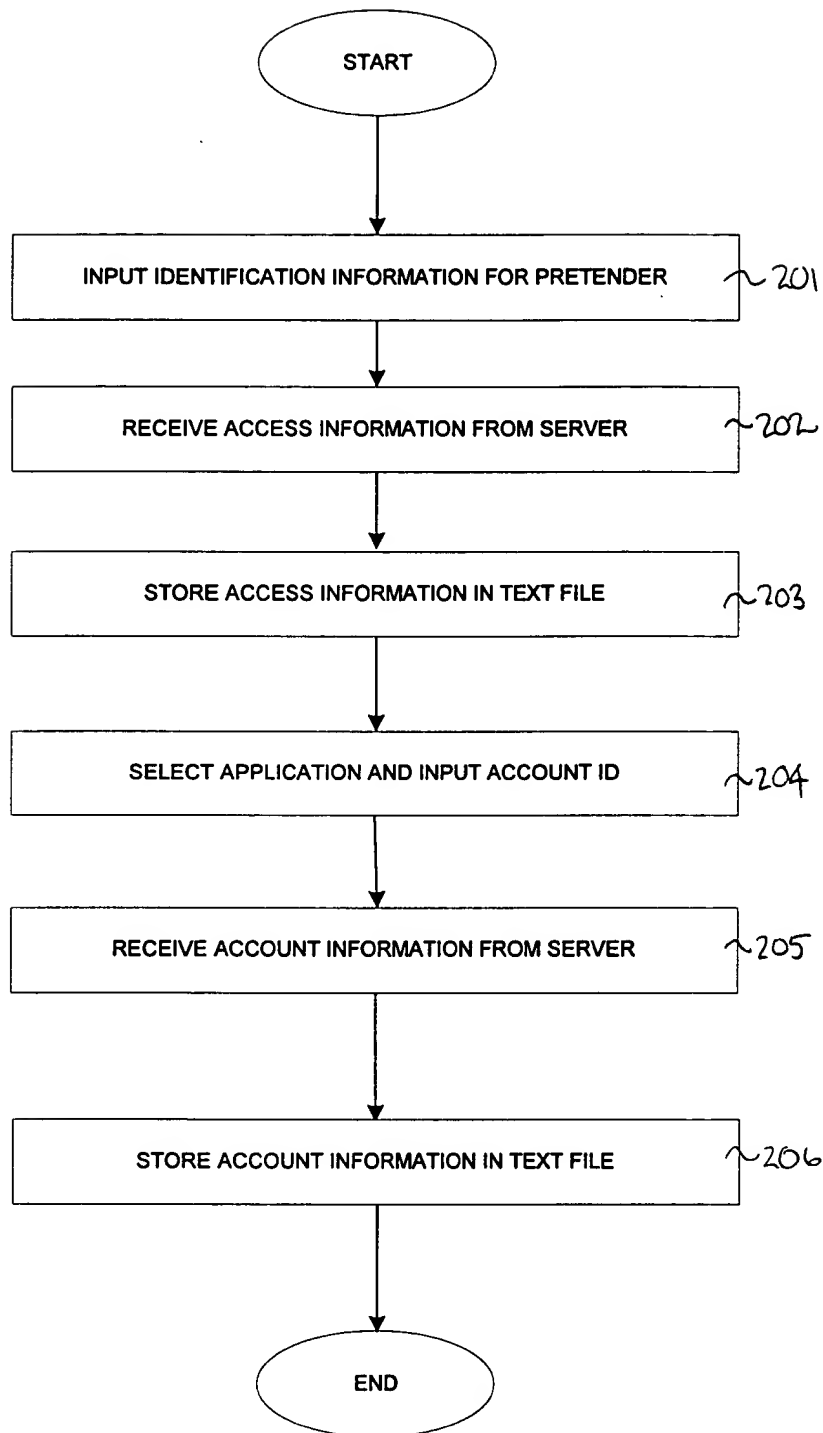 START
INPUT IDENTIFICATION INFORMATION FOR PRETENDER 201
RECEIVE ACCESS INFORMATION FROM SERVER 202
STORE ACCESS INFORMATION IN TEXT FILE 203
SELECT APPLICATION AND INPUT ACCOUNT ID 204
RECEIVE ACCOUNT INFORMATION FROM SERVER 205
STORE ACCOUNT INFORMATION IN TEXT FILE 206
END